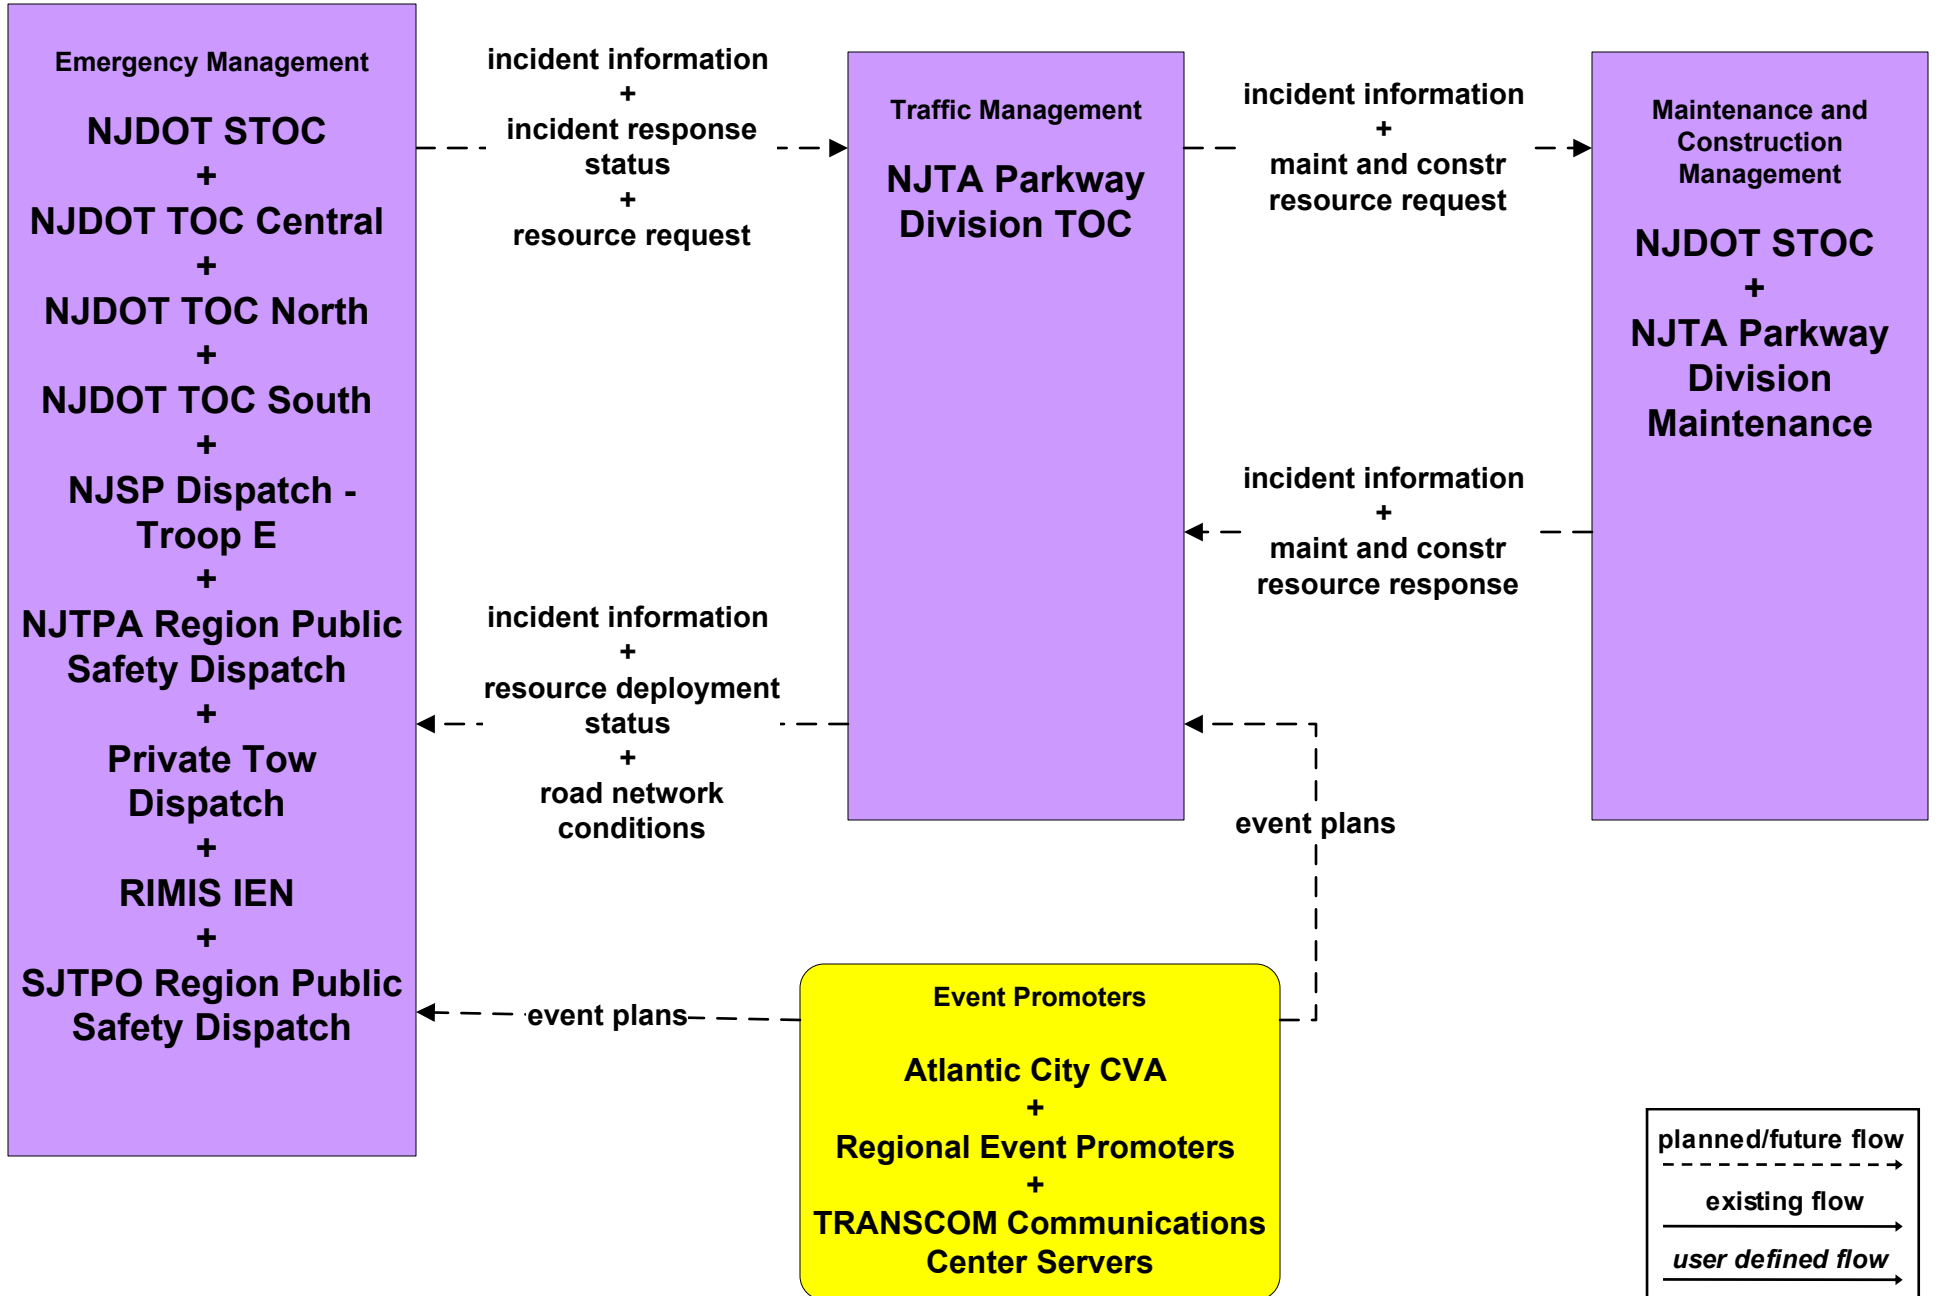 Emergency Management
NJDOT STOC
+
NJDOT TOC Central
+
NJDOT TOC North
+
NJDOT TOC South
+
NJSP Dispatch -
Troop E
+
NJTPA Region Public
Safety Dispatch
+
Private Tow
Dispatch
+
RIMIS IEN
+
SJTPO Region Public
Safety Dispatch
incident information
+
incident response
status
+
resource request
incident information
+
resource deployment
status
+
road network
conditions
event plans
Traffic Management
NJTA Parkway
Division TOC
incident information
+
maint and constr
resource request
incident information
+
maint and constr
resource response
event plans
Maintenance and
Construction
Management
NJDOT STOC
+
NJTA Parkway
Division
Maintenance
Event Promoters
Atlantic City CVA
+
Regional Event Promoters
+
TRANSCOM Communications
Center Servers
planned/future flow
existing flow
user defined flow